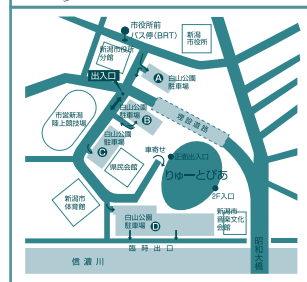 市役所前
バス停(BRT)
新潟
市役所
新潟市役所
分館
出入口
A
白山公園
駐車場
白山公園
駐車場
B
市営新潟
陸上競技場
建設道路
白山公園
駐車場
C
車寄せ
正面出入口
県民会館
りゅーとぴあ
2F入口
新潟市
体育館
白山公園
駐車場
D
新潟市
音楽文化
会館
臨時出口
昭和大橋
信濃川